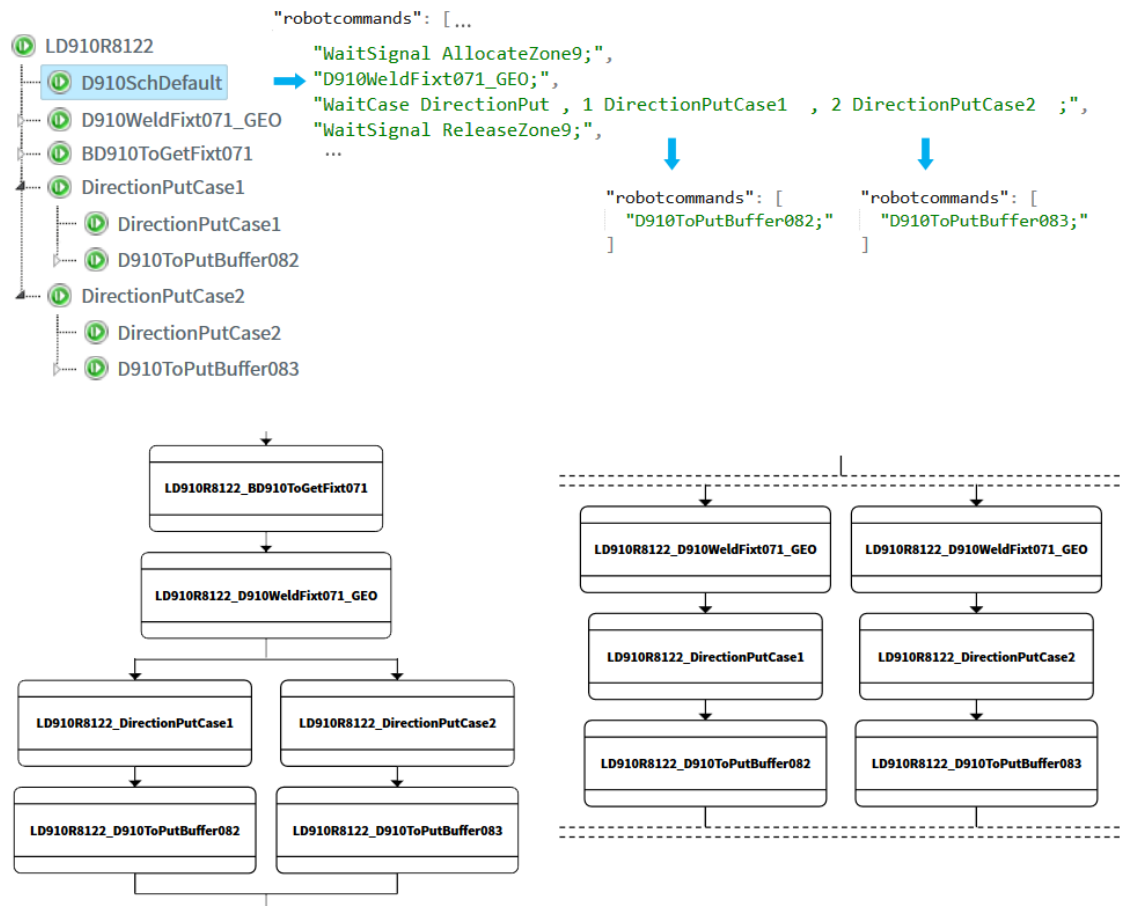 "robotcommands": [...
"WaitSignal AllocateZone9;",
"D910WeldFixt071_GEO;",
"WaitCase DirectionPut , 1 DirectionPutCase1 , 2 DirectionPutCase2 ;",
"WaitSignal ReleaseZone9;",
...
LD910R8122
D910SchDefault
D910WeldFixt071_GEO
BD910ToGetFixt071
DirectionPutCase1
DirectionPutCase1
D910ToPutBuffer082
DirectionPutCase2
DirectionPutCase2
D910ToPutBuffer083
"robotcommands": [
"D910ToPutBuffer082;"
]
"robotcommands": [
"D910ToPutBuffer083;"
]
LD910R8122_BD910ToGetFixt071
LD910R8122_D910WeldFixt071_GEO
LD910R8122_DirectionPutCase1
LD910R8122_DirectionPutCase2
LD910R8122_D910ToPutBuffer082
LD910R8122_D910ToPutBuffer083
LD910R8122_D910WeldFixt071_GEO
LD910R8122_D910WeldFixt071_GEO
LD910R8122_DirectionPutCase1
LD910R8122_DirectionPutCase2
LD910R8122_D910ToPutBuffer082
LD910R8122_D910ToPutBuffer083